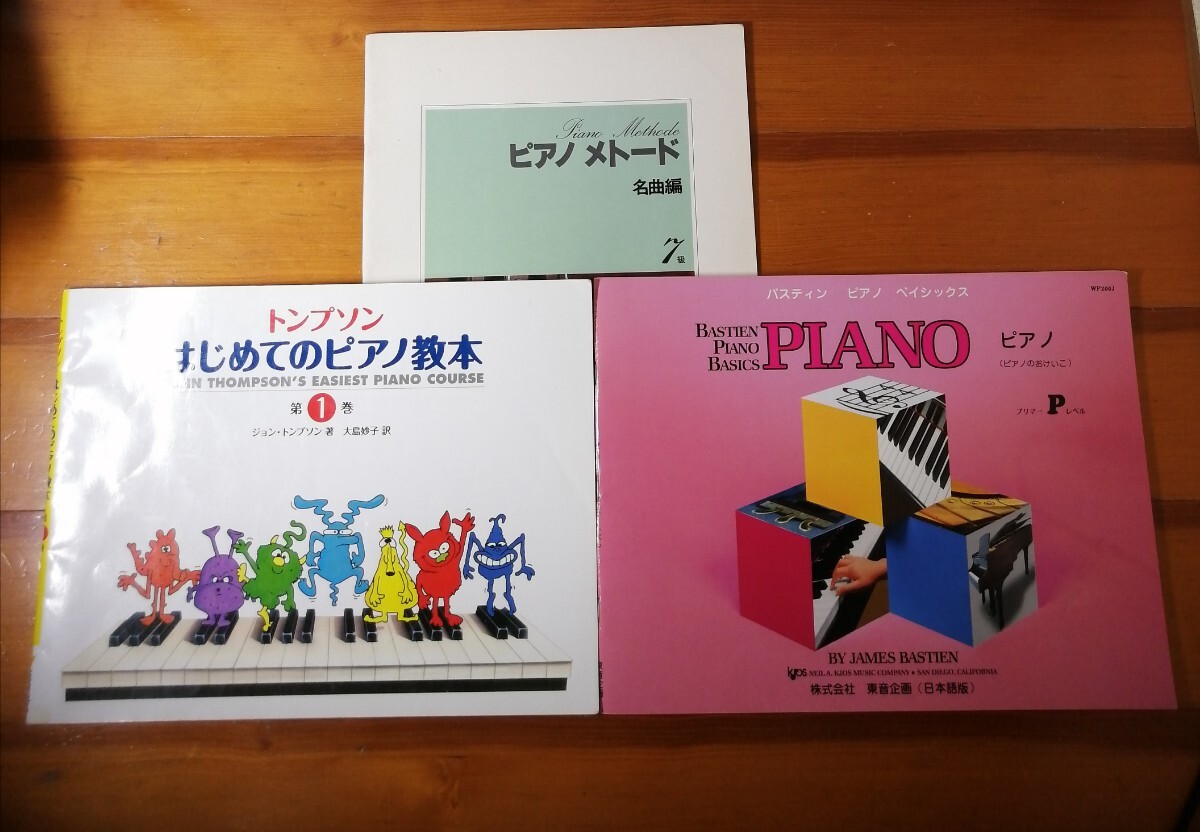 Piano Methode
ピアノ メトード
名曲編
7級
トンプソン
はじめてのピアノ教本
JOHN THOMPSON'S EASIEST PIANO COURSE
第1巻
ジョン・トンプソン 著 大島妙子 訳
バスティン ピアノ ベイシックス
WP200J
BASTIEN
PIANO
BASICS
PIANO
ピアノ
(ピアノのおけいこ)
プリマー P レベル
BY JAMES BASTIEN
kjos NEIL A. KJOS MUSIC COMPANY • SAN DIEGO, CALIFORNIA
株式会社 東音企画(日本語版)